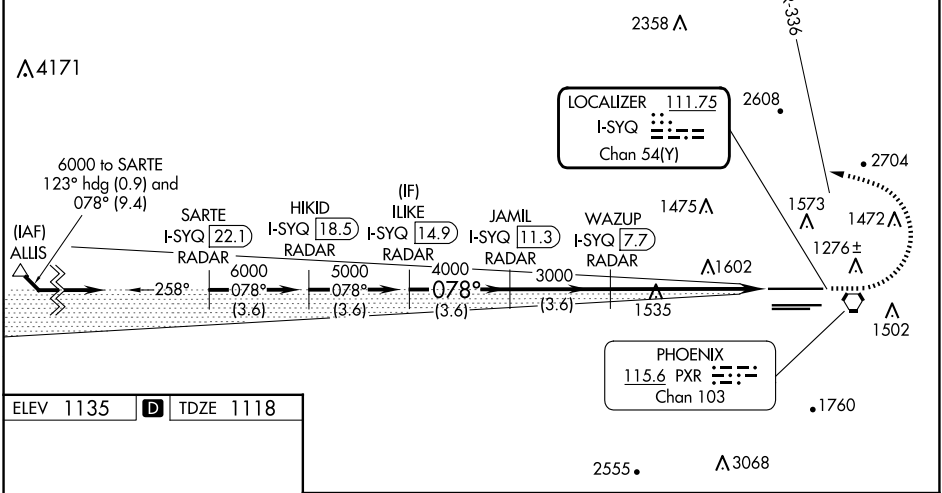 R-336
2358
4171
LOCALIZER 111.75
I-SYQ
Chan 54(Y)
2608
2704
6000 to SARTE
123° hdg (0.9) and
078° (9.4)
(IAF)
ALLIS
SARTE
I-SYQ 22.1
RADAR
HIKID
I-SYQ 18.5
RADAR
(IF)
ILIKE
I-SYQ 14.9
RADAR
JAMIL
I-SYQ 11.3
RADAR
WAZUP
I-SYQ 7.7
RADAR
1475
1573
1472
1276±
1602
258°
6000
078°
(3.6)
5000
078°
(3.6)
4000
078°
(3.6)
3000
(3.6)
1535
1502
PHOENIX
115.6 PXR
Chan 103
ELEV 1135 D TDZE 1118
1760
2555
3068